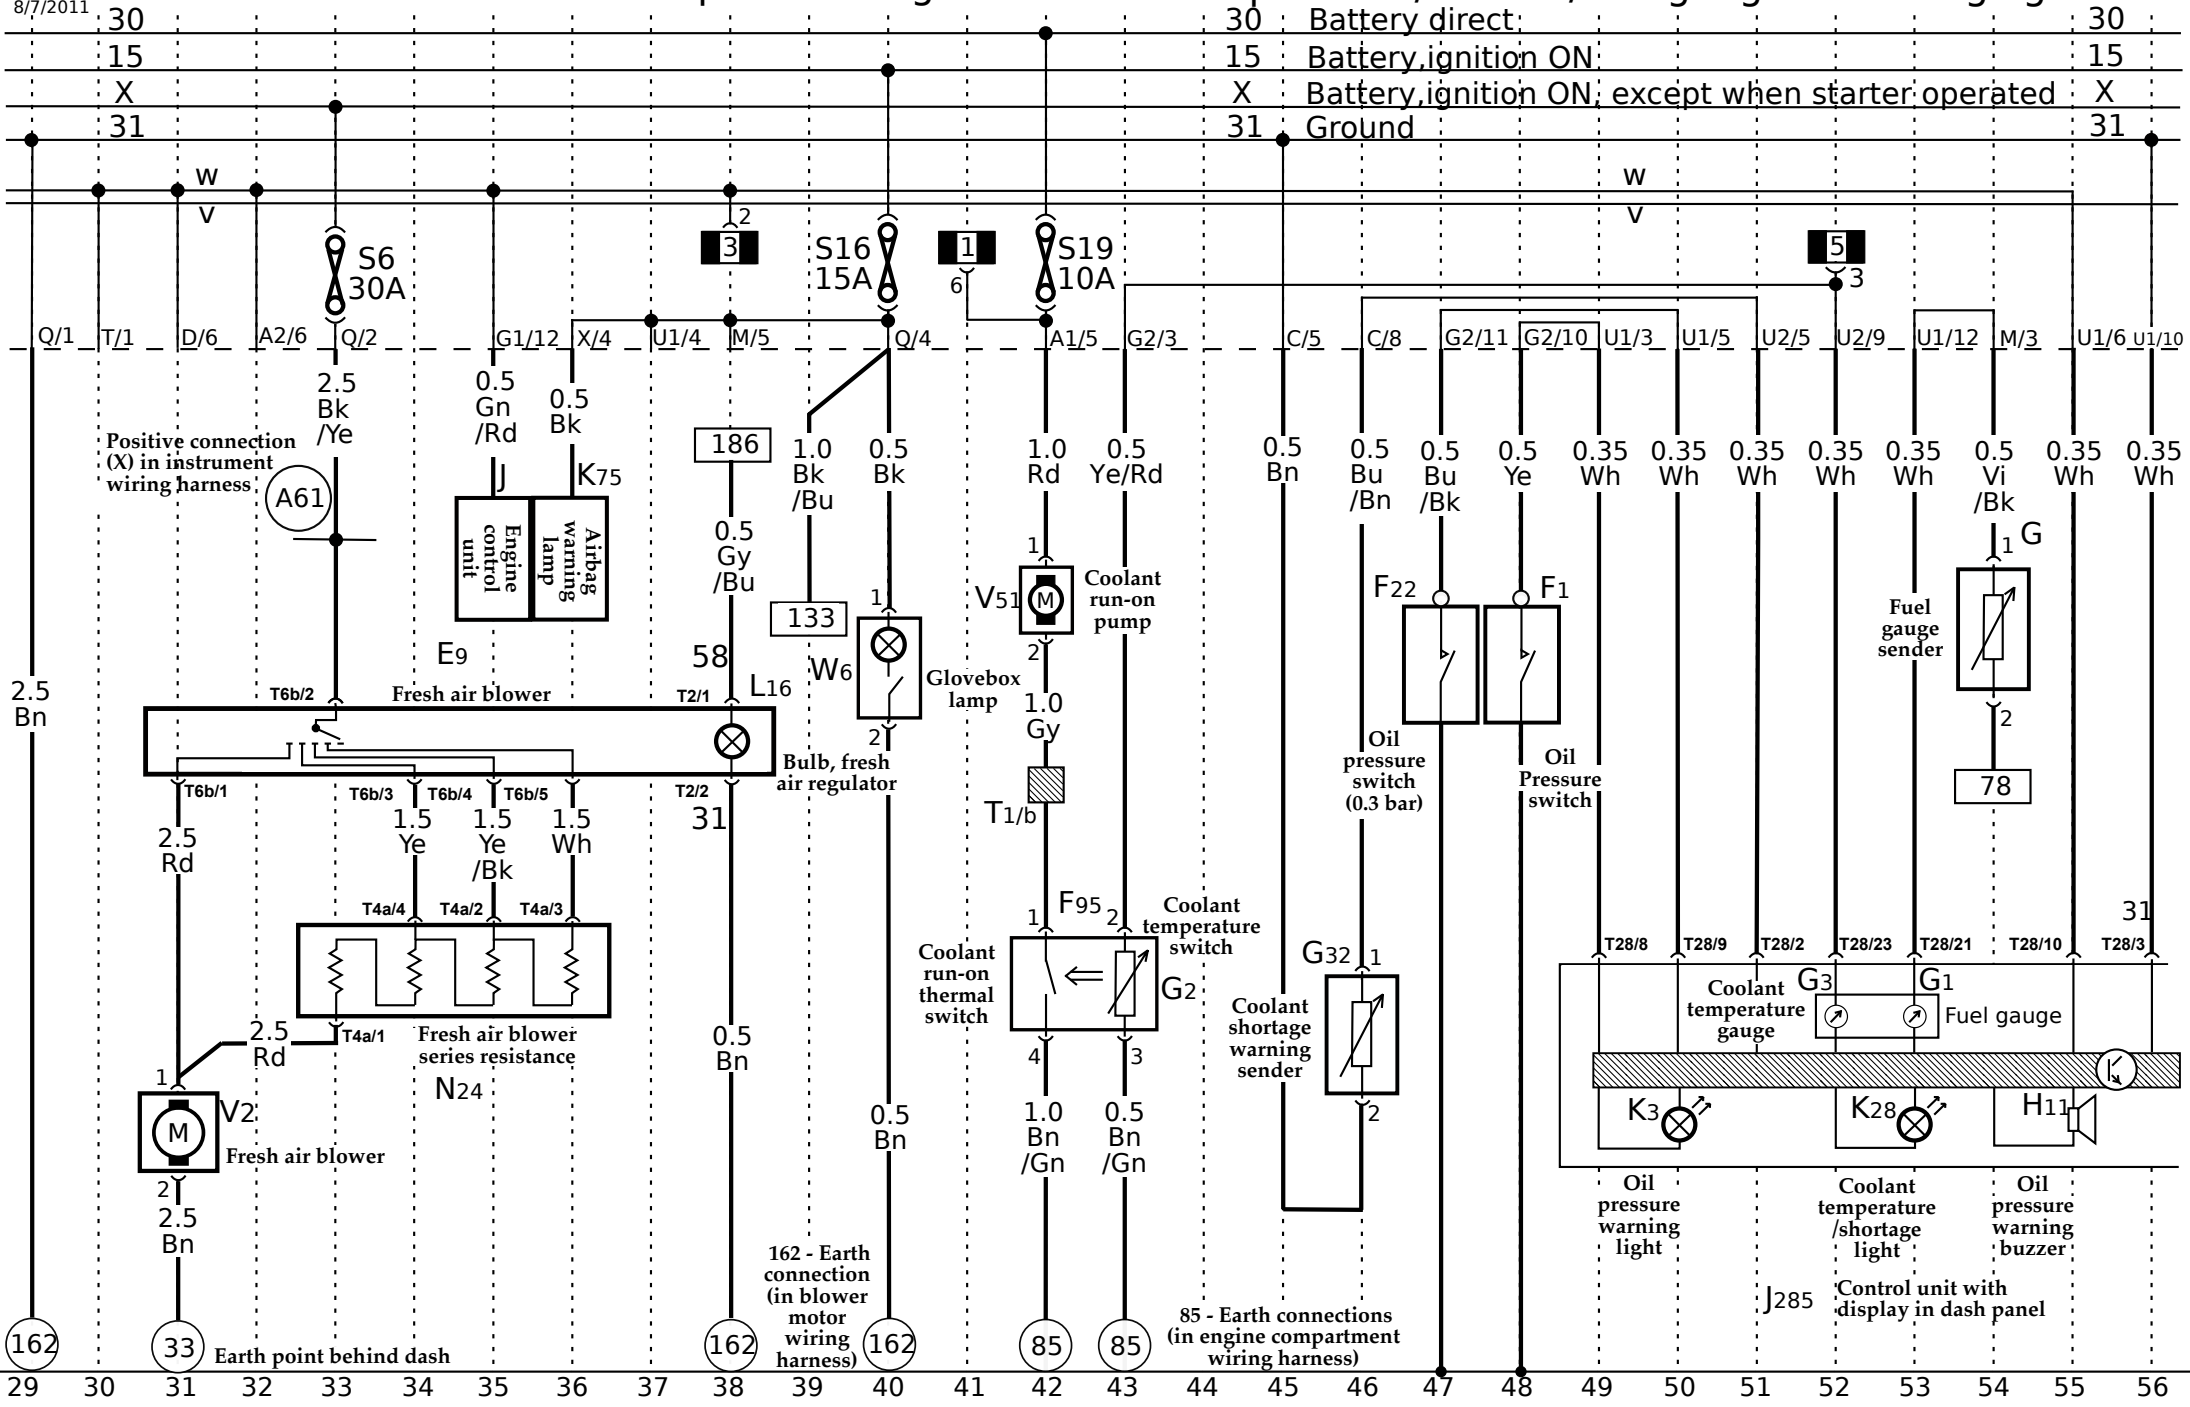 8/7/2011
30 30 Battery direct 30
15 15 Battery,ignition ON 15
X X Battery,ignition ON, except when starter operated X
31 31 Ground 31
W W
V V
2
3
S6
30A
S16
15A
1
6
S19
10A
5
3
Q/1 T/1 D/6 A2/6 Q/2 G1/12 X/4 U1/4 M/5 Q/4 A1/5 G2/3 C/5 C/8 G2/11 G2/10 U1/3 U1/5 U2/5 U2/9 U1/12 M/3 U1/6 U1/10
2.5
Bk
/Ye
0.5
Gn
/Rd
0.5
Bk
Positive connection
(X) in instrument
wiring harness
A61
J
K75
Engine
control
unit
Airbag
warning
lamp
186
0.5
Gy
/Bu
58
1.0
Bk
/Bu
133
0.5
Bk
1.0
Rd
0.5
Ye/Rd
0.5
Bn
0.5
Bu
/Bn
0.5
Bu
/Bk
0.5
Ye
0.35
Wh
0.35
Wh
0.35
Wh
0.35
Wh
0.35
Wh
0.5
Vi
/Bk
0.35
Wh
0.35
Wh
2.5
Bn
E9
Fresh air blower
T6b/2
T2/1
L16
Bulb, fresh
air regulator
T6b/1 T6b/3 T6b/4 T6b/5 T2/2
31
2.5
Rd
1.5
Ye
1.5
Ye
/Bk
1.5
Wh
T4a/4 T4a/2 T4a/3
T4a/1
2.5
Rd
Fresh air blower
series resistance
N24
1
V2
M
Fresh air blower
2
2.5
Bn
0.5
Bn
1
W6
Glovebox
lamp
2
0.5
Bn
1
V51
M
Coolant
run-on
pump
2
1.0
Gy
T1/b
1
F95
2
Coolant
temperature
switch
Coolant
run-on
thermal
switch
G2
4 3
1.0
Bn
/Gn
0.5
Bn
/Gn
G32
1
Coolant
shortage
warning
sender
2
F22
F1
Oil
pressure
switch
(0.3 bar)
Oil
Pressure
switch
1
G
Fuel
gauge
sender
2
78
31
T28/8 T28/9 T28/2 T28/23 T28/21 T28/10 T28/3
Coolant
temperature
gauge
G3
G1
Fuel gauge
K3
K28
H11
Oil
pressure
warning
light
Coolant
temperature
/shortage
light
Oil
pressure
warning
buzzer
J285
Control unit with
display in dash panel
162 - Earth
connection
(in blower
motor
wiring
harness)
85 - Earth connections
(in engine compartment
wiring harness)
162 33 Earth point behind dash 162 162 85 85
29 30 31 32 33 34 35 36 37 38 39 40 41 42 43 44 45 46 47 48 49 50 51 52 53 54 55 56